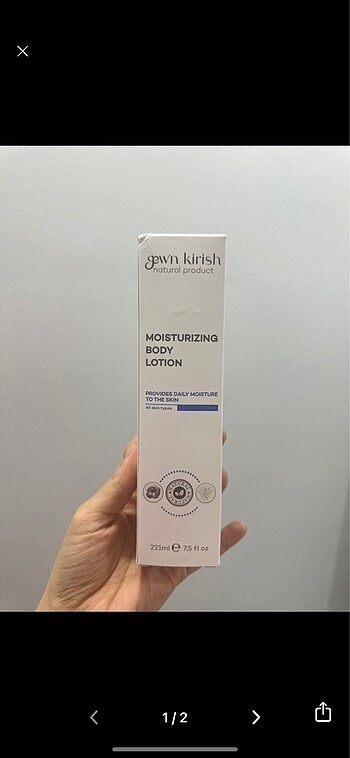 gewn kirish
natural product
MOISTURIZING
BODY
LOTION
PROVIDES DAILY MOISTURE
TO THE SKIN
All skin types
221ml e 7,5 fl oz
1/2